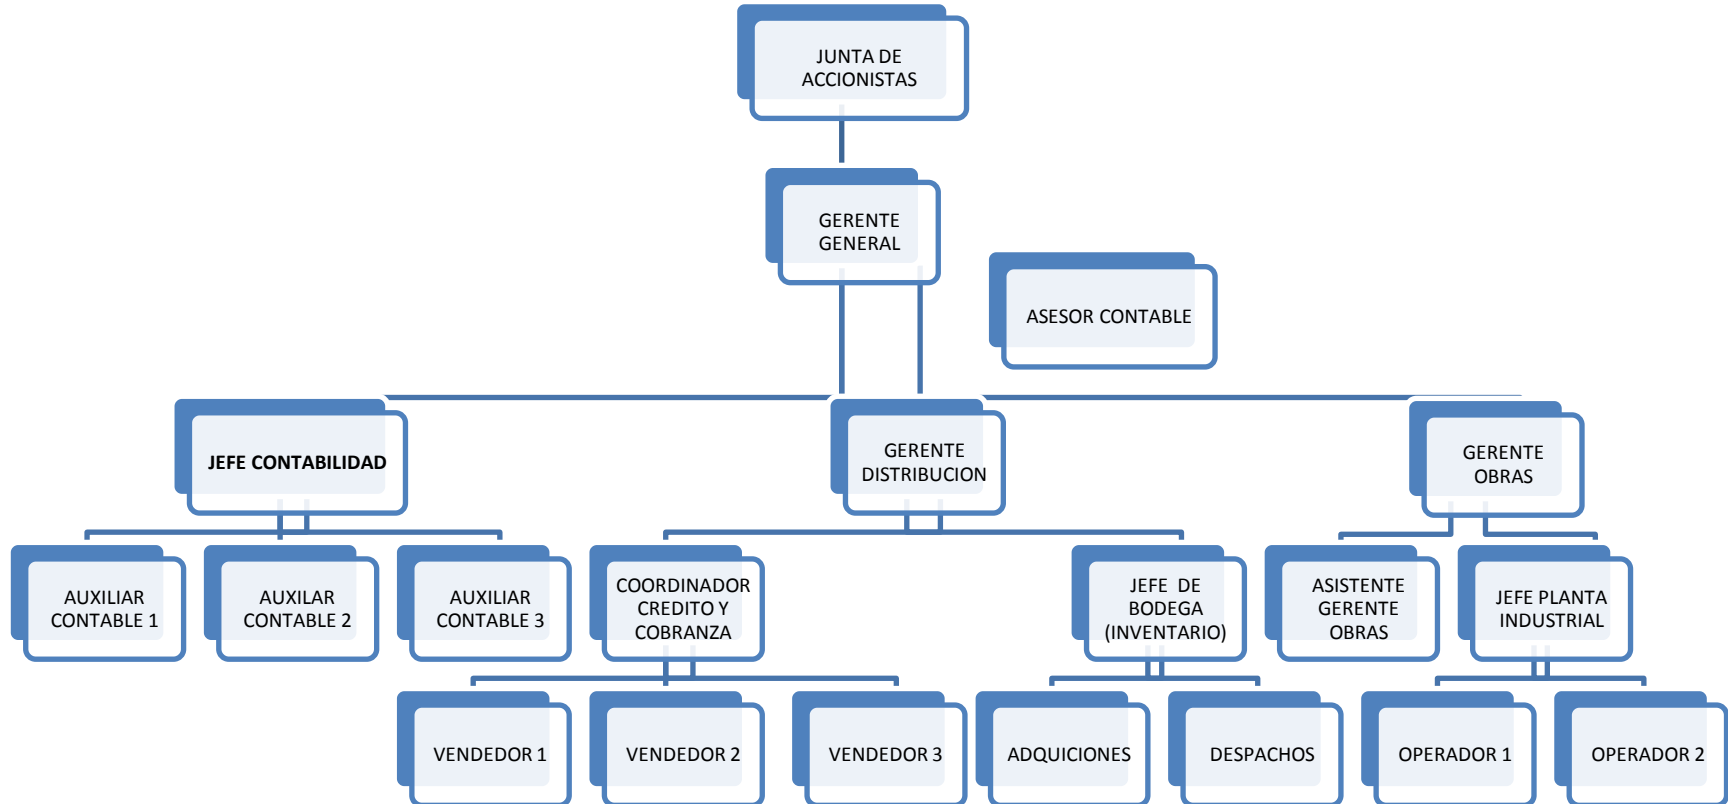 JUNTA DE
ACCIONISTAS
GERENTE
GENERAL
ASESOR CONTABLE
JEFE CONTABILIDAD
GERENTE
DISTRIBUCION
GERENTE
OBRAS
AUXILIAR
CONTABLE 1
AUXILAR
CONTABLE 2
AUXILIAR
CONTABLE 3
COORDINADOR
CREDITO Y
COBRANZA
JEFE DE
BODEGA
(INVENTARIO)
ASISTENTE
GERENTE
OBRAS
JEFE PLANTA
INDUSTRIAL
VENDEDOR 1
VENDEDOR 2
VENDEDOR 3
ADQUICIONES
DESPACHOS
OPERADOR 1
OPERADOR 2